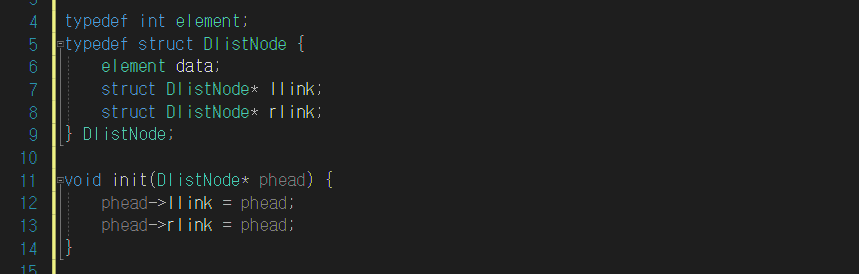 4 typedef int element;
5 typedef struct DlistNode {
6 element data;
7 struct DlistNode* llink;
8 struct DlistNode* rlink;
9 } DlistNode;
10
11 void init(DlistNode* phead) {
12 phead->llink = phead;
13 phead->rlink = phead;
14 }
15